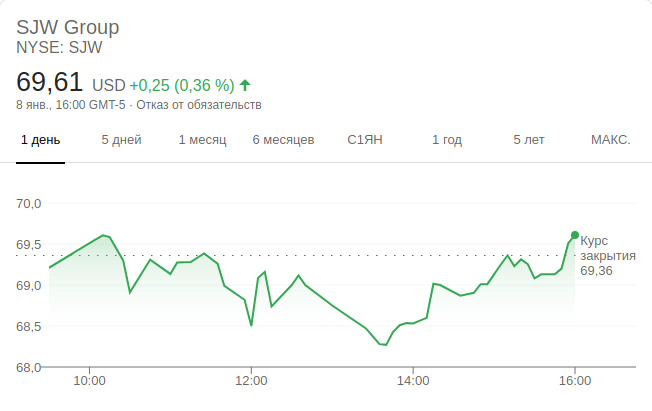 SJW Group
NYSE: SJW
69,61 USD +0,25 (0,36 %) ↑
8 янв., 16:00 GMT-5 · Отказ от обязательств
1 день 5 дней 1 месяц 6 месяцев С1ЯН 1 год 5 лет МАКС.
70,0
69,5
69,0
68,5
68,0
Курс
закрытия
69,36
10:00 12:00 14:00 16:00